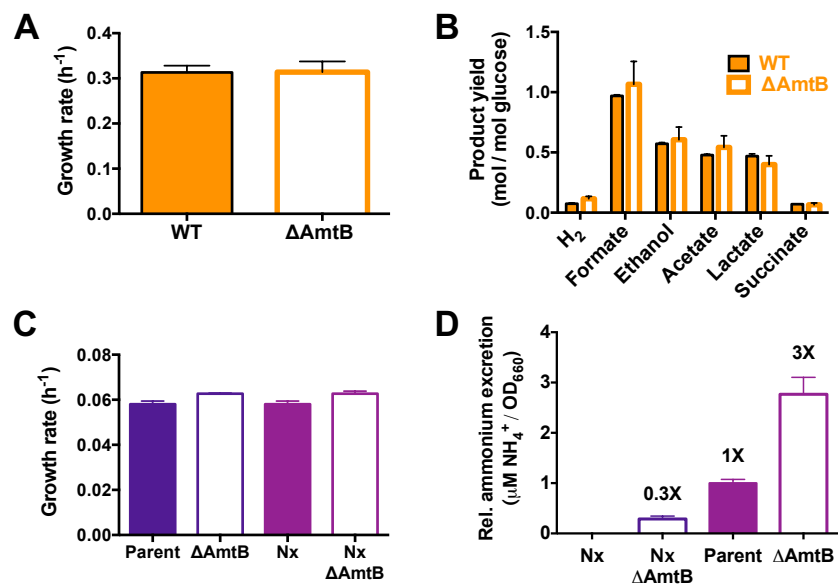 A
Growth rate (h⁻¹)
0.4
0.3
0.2
0.1
0.0
WT
ΔAmtB
B
Product yield
(mol / mol glucose)
1.5
1.0
0.5
0.0
WT
ΔAmtB
H₂
Formate
Ethanol
Acetate
Lactate
Succinate
C
Growth rate (h⁻¹)
0.08
0.06
0.04
0.02
0.00
Parent
ΔAmtB
Nx
Nx
ΔAmtB
D
Rel. ammonium excretion
(μM NH₄⁺ / OD₆₆₀)
4
3
2
1
0
0.3X
1X
3X
Nx
Nx
ΔAmtB
Parent
ΔAmtB